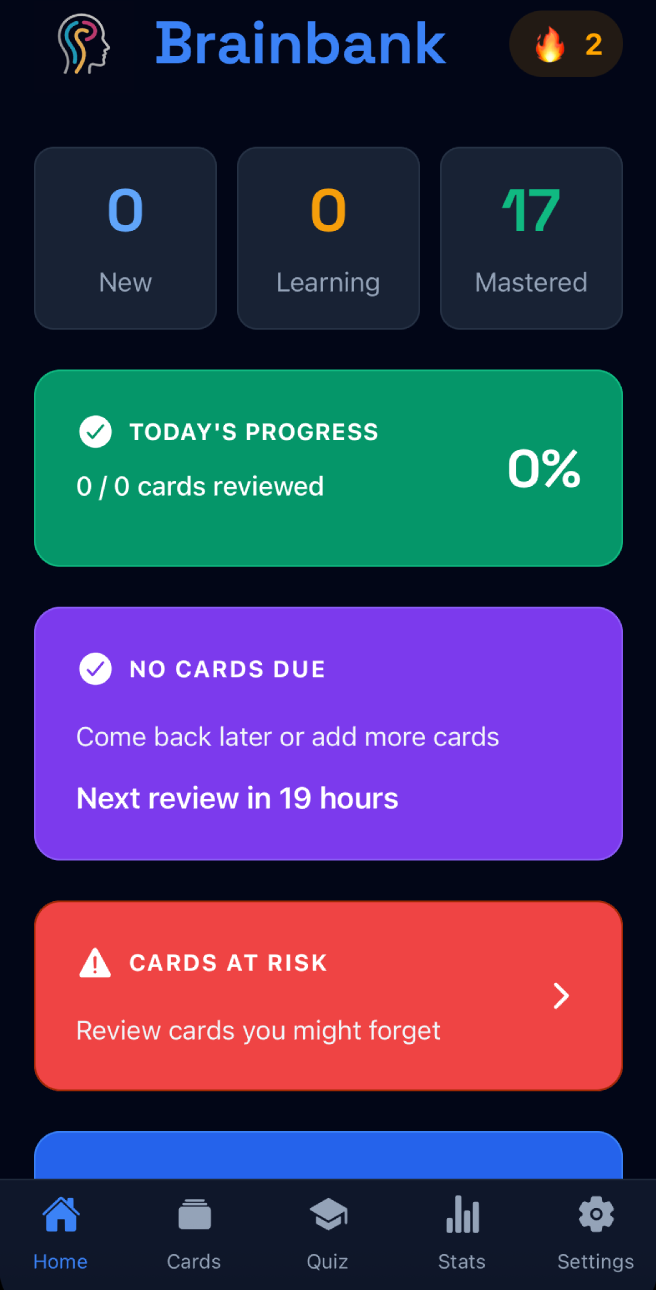 Brainbank
🔥 2
0
New
0
Learning
17
Mastered
TODAY'S PROGRESS
0 / 0 cards reviewed
0%
NO CARDS DUE
Come back later or add more cards
Next review in 19 hours
CARDS AT RISK
Review cards you might forget
Home
Cards
Quiz
Stats
Settings